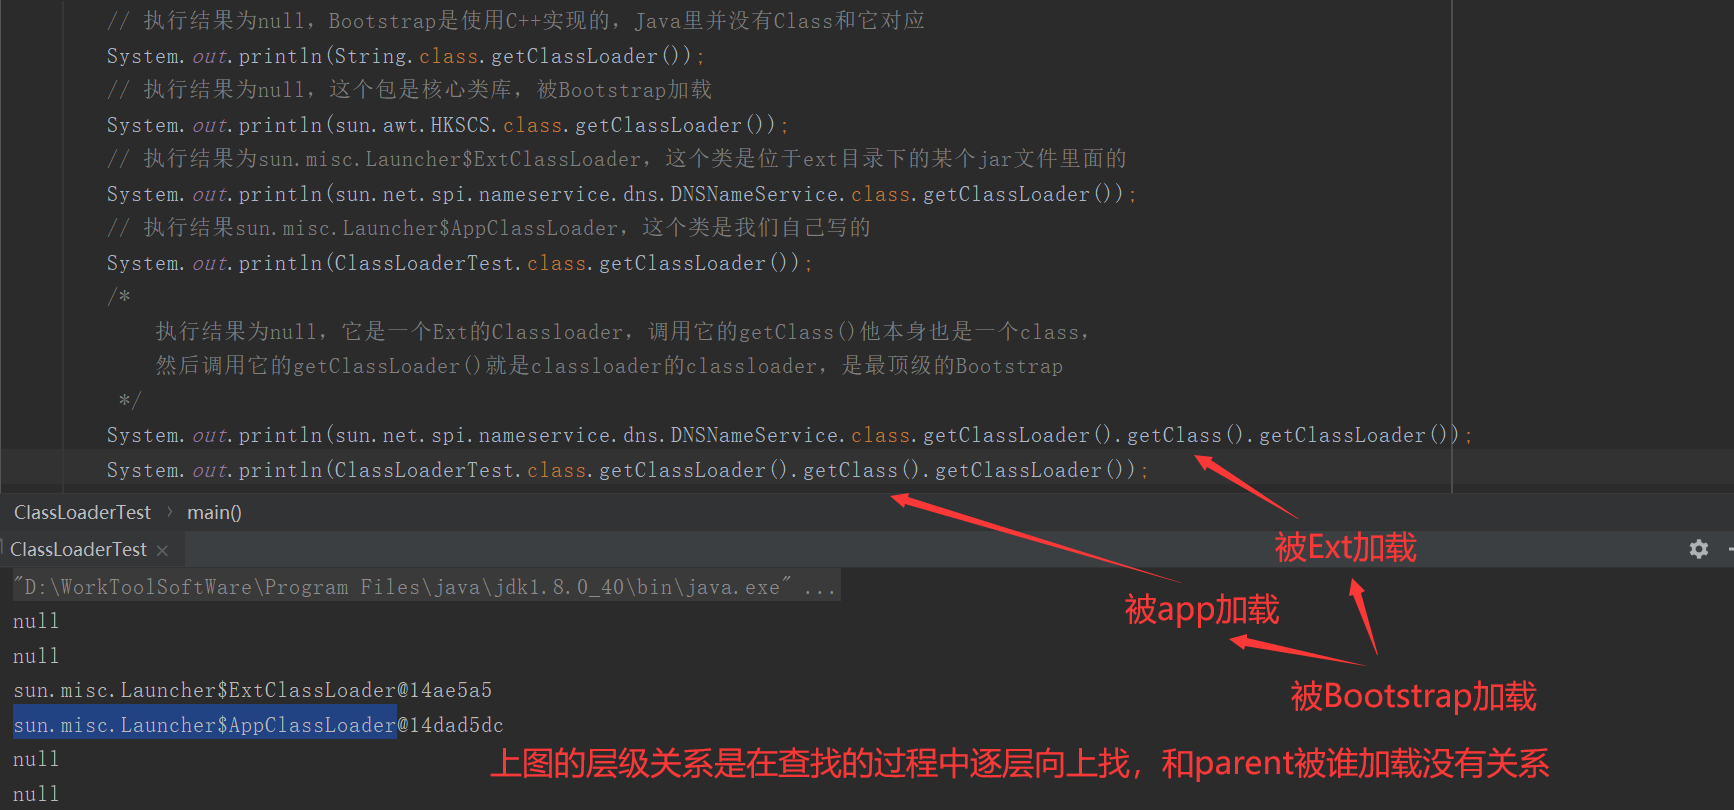 // 执行结果为null，Bootstrap是使用C++实现的，Java里并没有Class和它对应
System.out.println(String.class.getClassLoader());
// 执行结果为null，这个包是核心类库，被Bootstrap加载
System.out.println(sun.awt.HKSCS.class.getClassLoader());
// 执行结果为sun.misc.Launcher$ExtClassLoader，这个类是位于ext目录下的某个jar文件里面的
System.out.println(sun.net.spi.nameservice.dns.DNSNameService.class.getClassLoader());
// 执行结果sun.misc.Launcher$AppClassLoader，这个类是我们自己写的
System.out.println(ClassLoaderTest.class.getClassLoader());
/*
执行结果为null，它是一个Ext的Classloader，调用它的getClass()他本身也是一个class，
然后调用它的getClassLoader()就是classloader的classloader，是最顶级的Bootstrap
*/
System.out.println(sun.net.spi.nameservice.dns.DNSNameService.class.getClassLoader().getClass().getClassLoader());
System.out.println(ClassLoaderTest.class.getClassLoader().getClass().getClassLoader());
ClassLoaderTest › main()
被Ext加载
ClassLoaderTest ×
"D:\WorkToolSoftWare\Program Files\java\jdk1.8.0_40\bin\java.exe" ...
被app加载
null
null
sun.misc.Launcher$ExtClassLoader@14ae5a5
被Bootstrap加载
sun.misc.Launcher$AppClassLoader@14dad5dc
null
上图的层级关系是在查找的过程中逐层向上找，和parent被谁加载没有关系
null